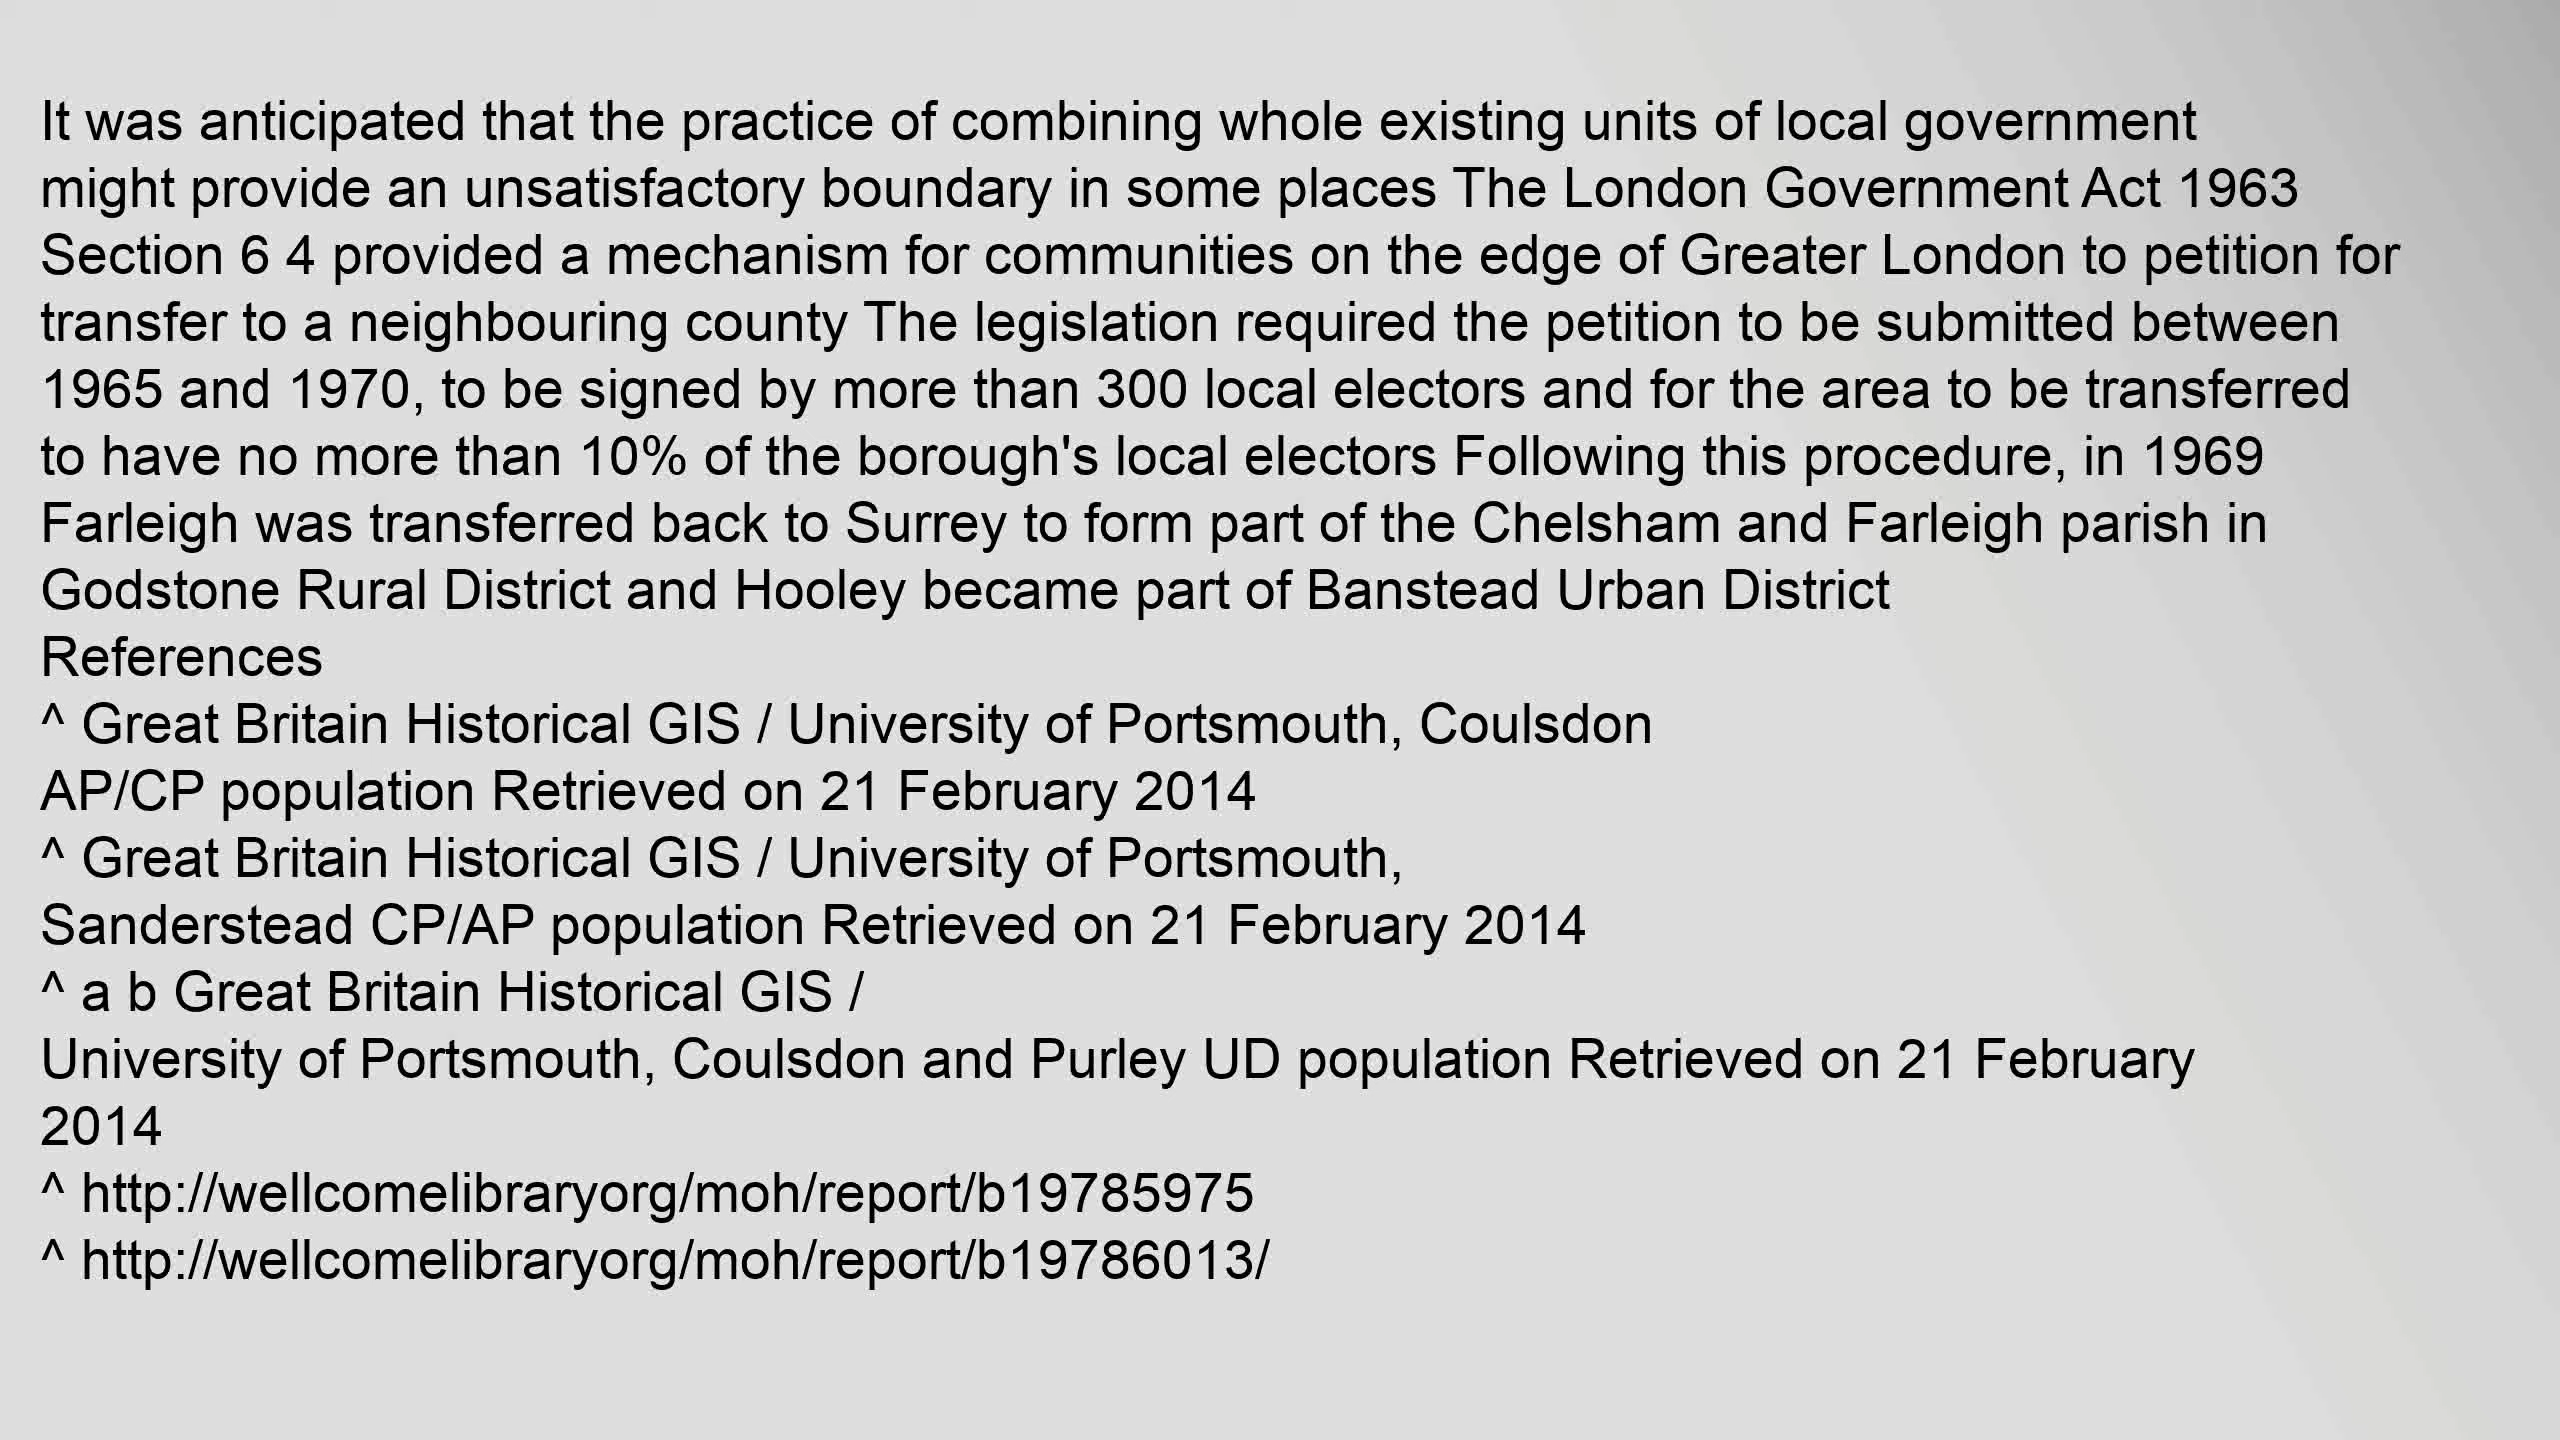 It was anticipated that the practice of combining whole existing units of local government
might provide an unsatisfactory boundary in some places The London Government Act 1963
Section 6 4 provided a mechanism for communities on the edge of Greater London to petition for
transfer to a neighbouring county The legislation required the petition to be submitted between
1965 and 1970, to be signed by more than 300 local electors and for the area to be transferred
to have no more than 10% of the borough's local electors Following this procedure, in 1969
Farleigh was transferred back to Surrey to form part of the Chelsham and Farleigh parish in
Godstone Rural District and Hooley became part of Banstead Urban District
References
^ Great Britain Historical GIS / University of Portsmouth, Coulsdon
AP/CP population Retrieved on 21 February 2014
^ Great Britain Historical GIS / University of Portsmouth,
Sanderstead CP/AP population Retrieved on 21 February 2014
^ a b Great Britain Historical GIS /
University of Portsmouth, Coulsdon and Purley UD population Retrieved on 21 February
2014
^ http://wellcomelibraryorg/moh/report/b19785975
^ http://wellcomelibraryorg/moh/report/b19786013/